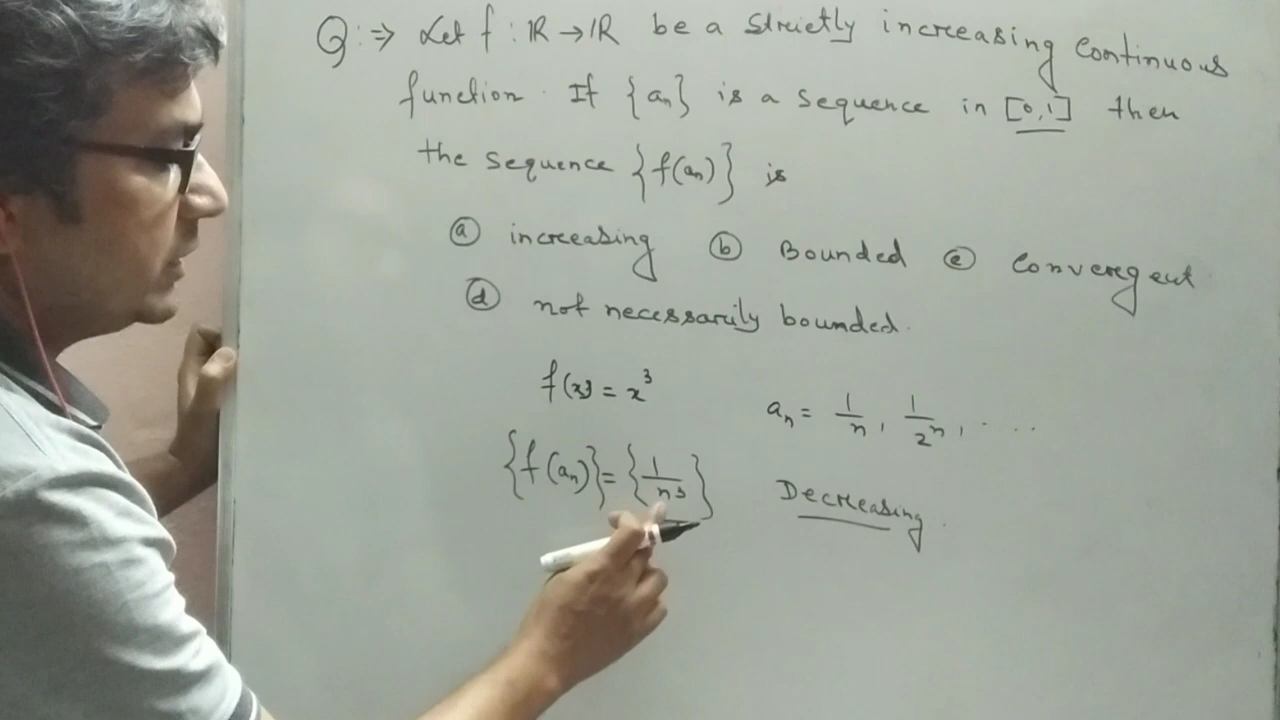 Q:⇒ Let f : ℝ → ℝ be a strictly increasing continuous
function. If {aₙ} is a sequence in [0,1] then
the sequence {f(aₙ)} is
ⓐ increasing ⓑ Bounded ⓒ Convergent
ⓓ not necessarily bounded.
f(x) = x³ aₙ = 1/n, 1/2ⁿ, . ...
{f(aₙ)} = {1/n³} Decreasing.